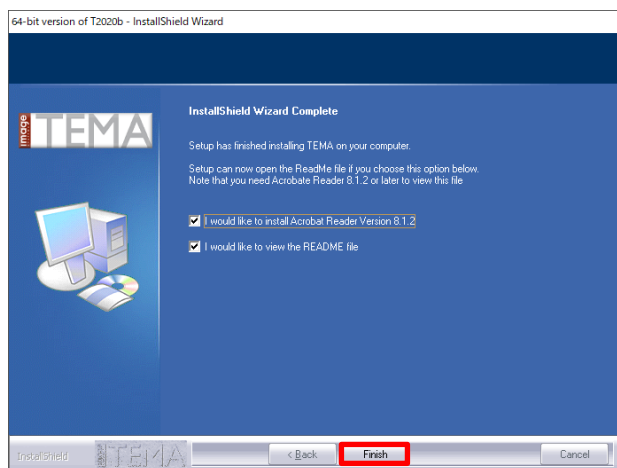 64-bit version of T2020b - InstallShield Wizard
image TEMA
InstallShield Wizard Complete
Setup has finished installing TEMA on your computer.
Setup can now open the ReadMe file if you choose this option below.
Note that you need Acrobate Reader 8.1.2 or later to view this file
I would like to install Acrobat Reader Version 8.1.2
I would like to view the README file
InstallShield
image TEMA
< Back
Finish
Cancel